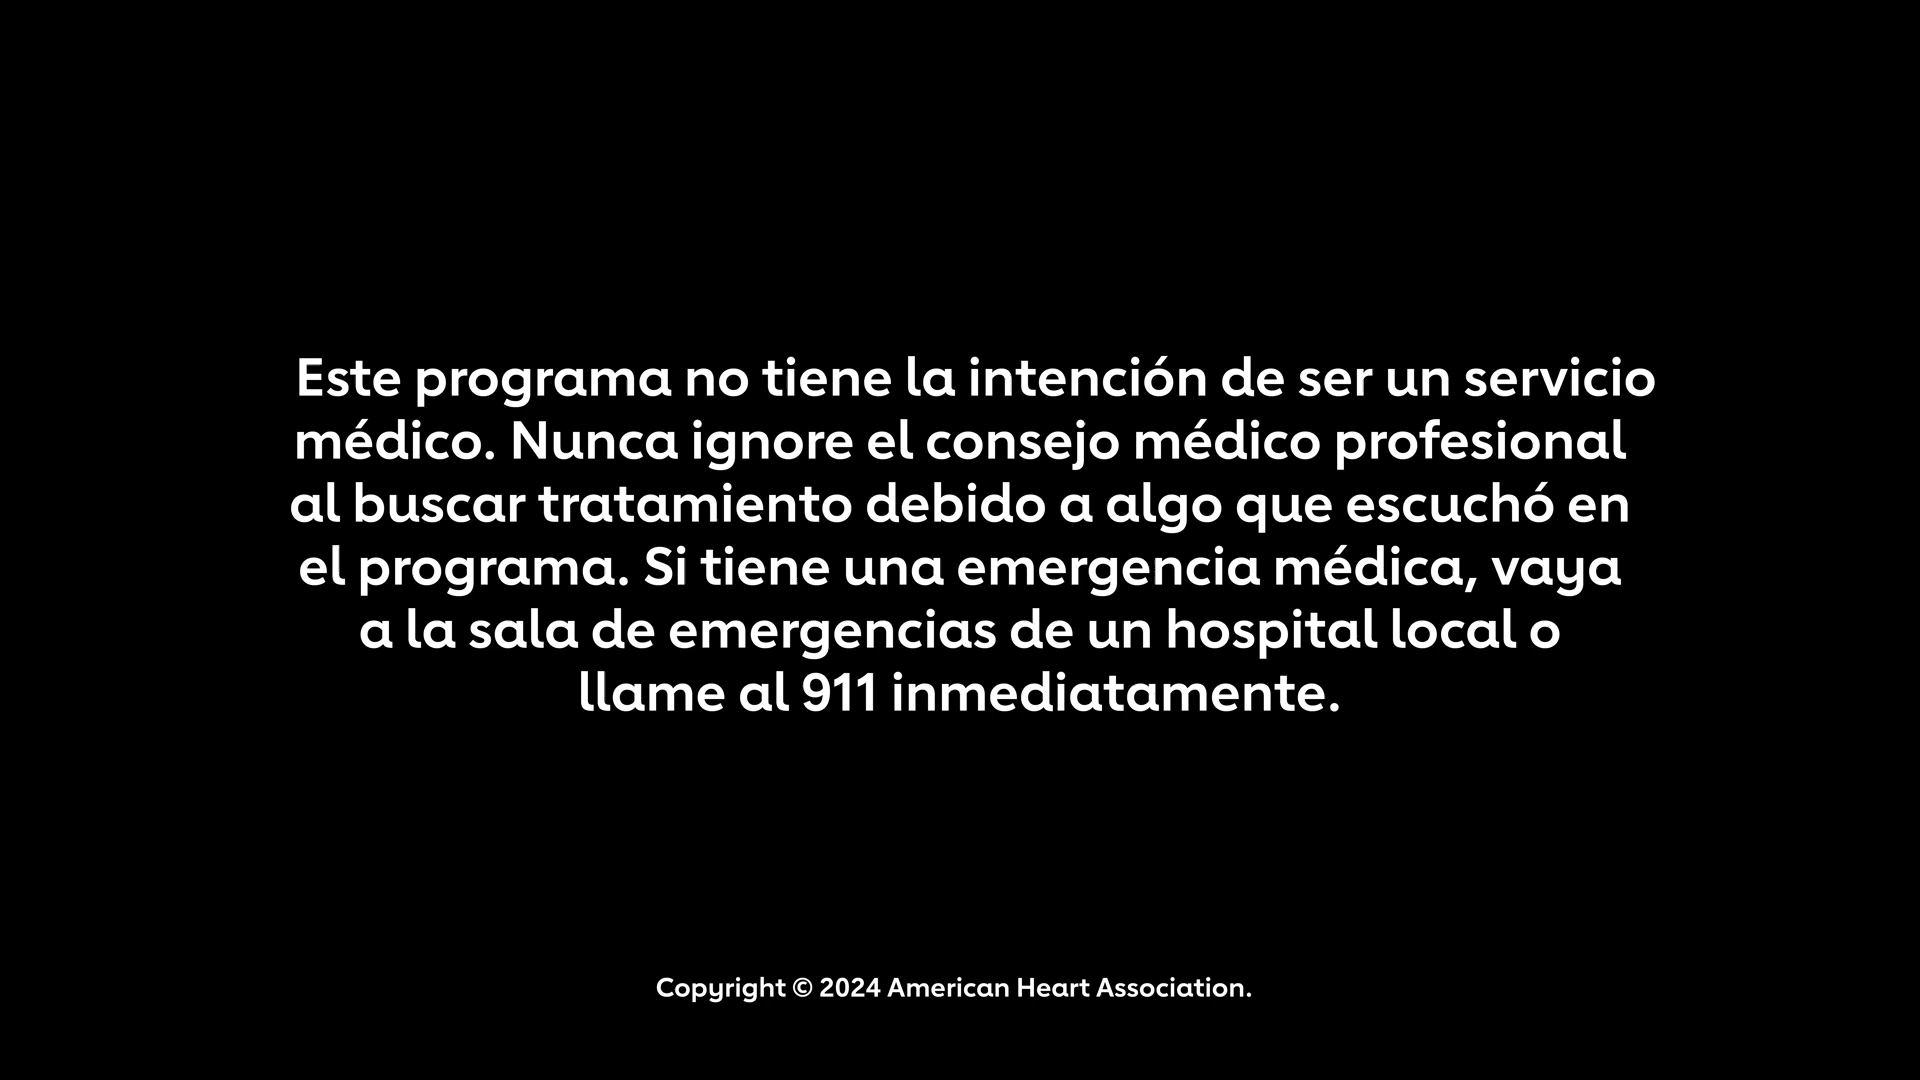 Este programa no tiene la intención de ser un servicio
médico. Nunca ignore el consejo médico profesional
al buscar tratamiento debido a algo que escuchó en
el programa. Si tiene una emergencia médica, vaya
a la sala de emergencias de un hospital local o
llame al 911 inmediatamente.
Copyright © 2024 American Heart Association.